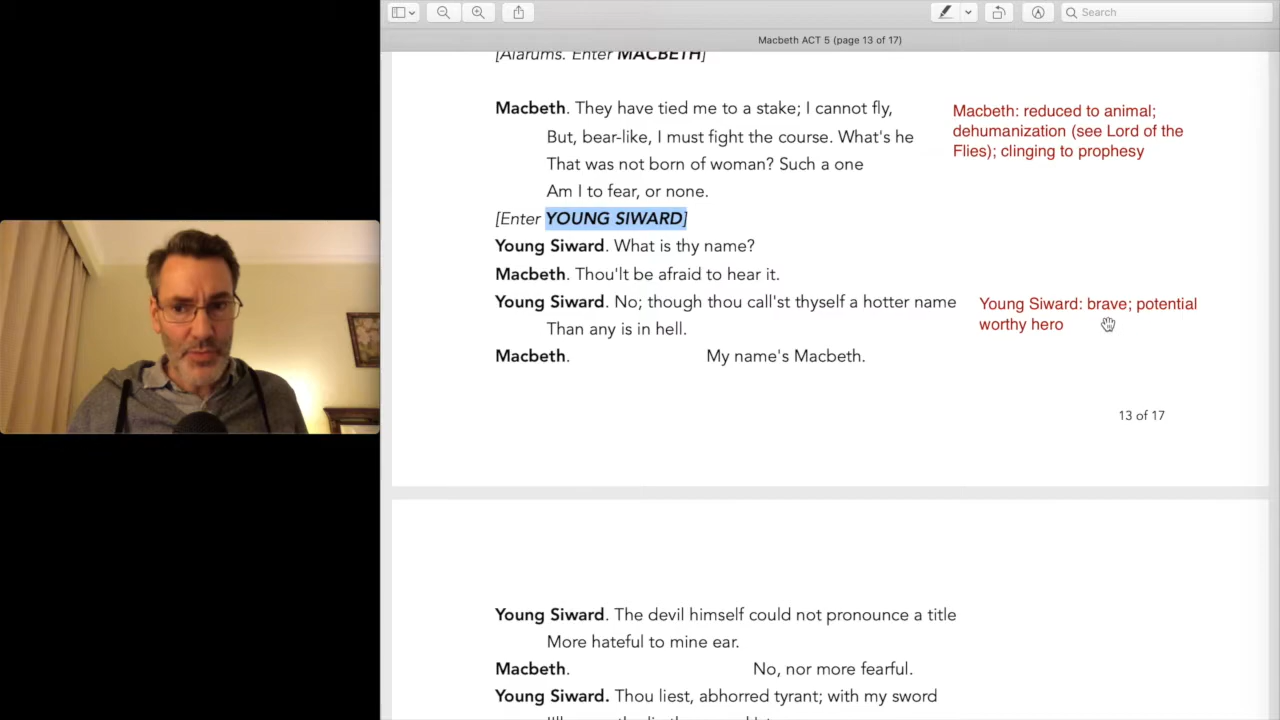 Search
Macbeth ACT 5 (page 13 of 17)
[Alarums. Enter MACBETH]
Macbeth. They have tied me to a stake; I cannot fly,
But, bear-like, I must fight the course. What's he
That was not born of woman? Such a one
Am I to fear, or none.
Macbeth: reduced to animal;
dehumanization (see Lord of the
Flies); clinging to prophesy
[Enter YOUNG SIWARD]
Young Siward. What is thy name?
Macbeth. Thou'lt be afraid to hear it.
Young Siward. No; though thou call'st thyself a hotter name
Than any is in hell.
Young Siward: brave; potential
worthy hero
Macbeth. My name's Macbeth.
13 of 17
Young Siward. The devil himself could not pronounce a title
More hateful to mine ear.
Macbeth. No, nor more fearful.
Young Siward. Thou liest, abhorred tyrant; with my sword